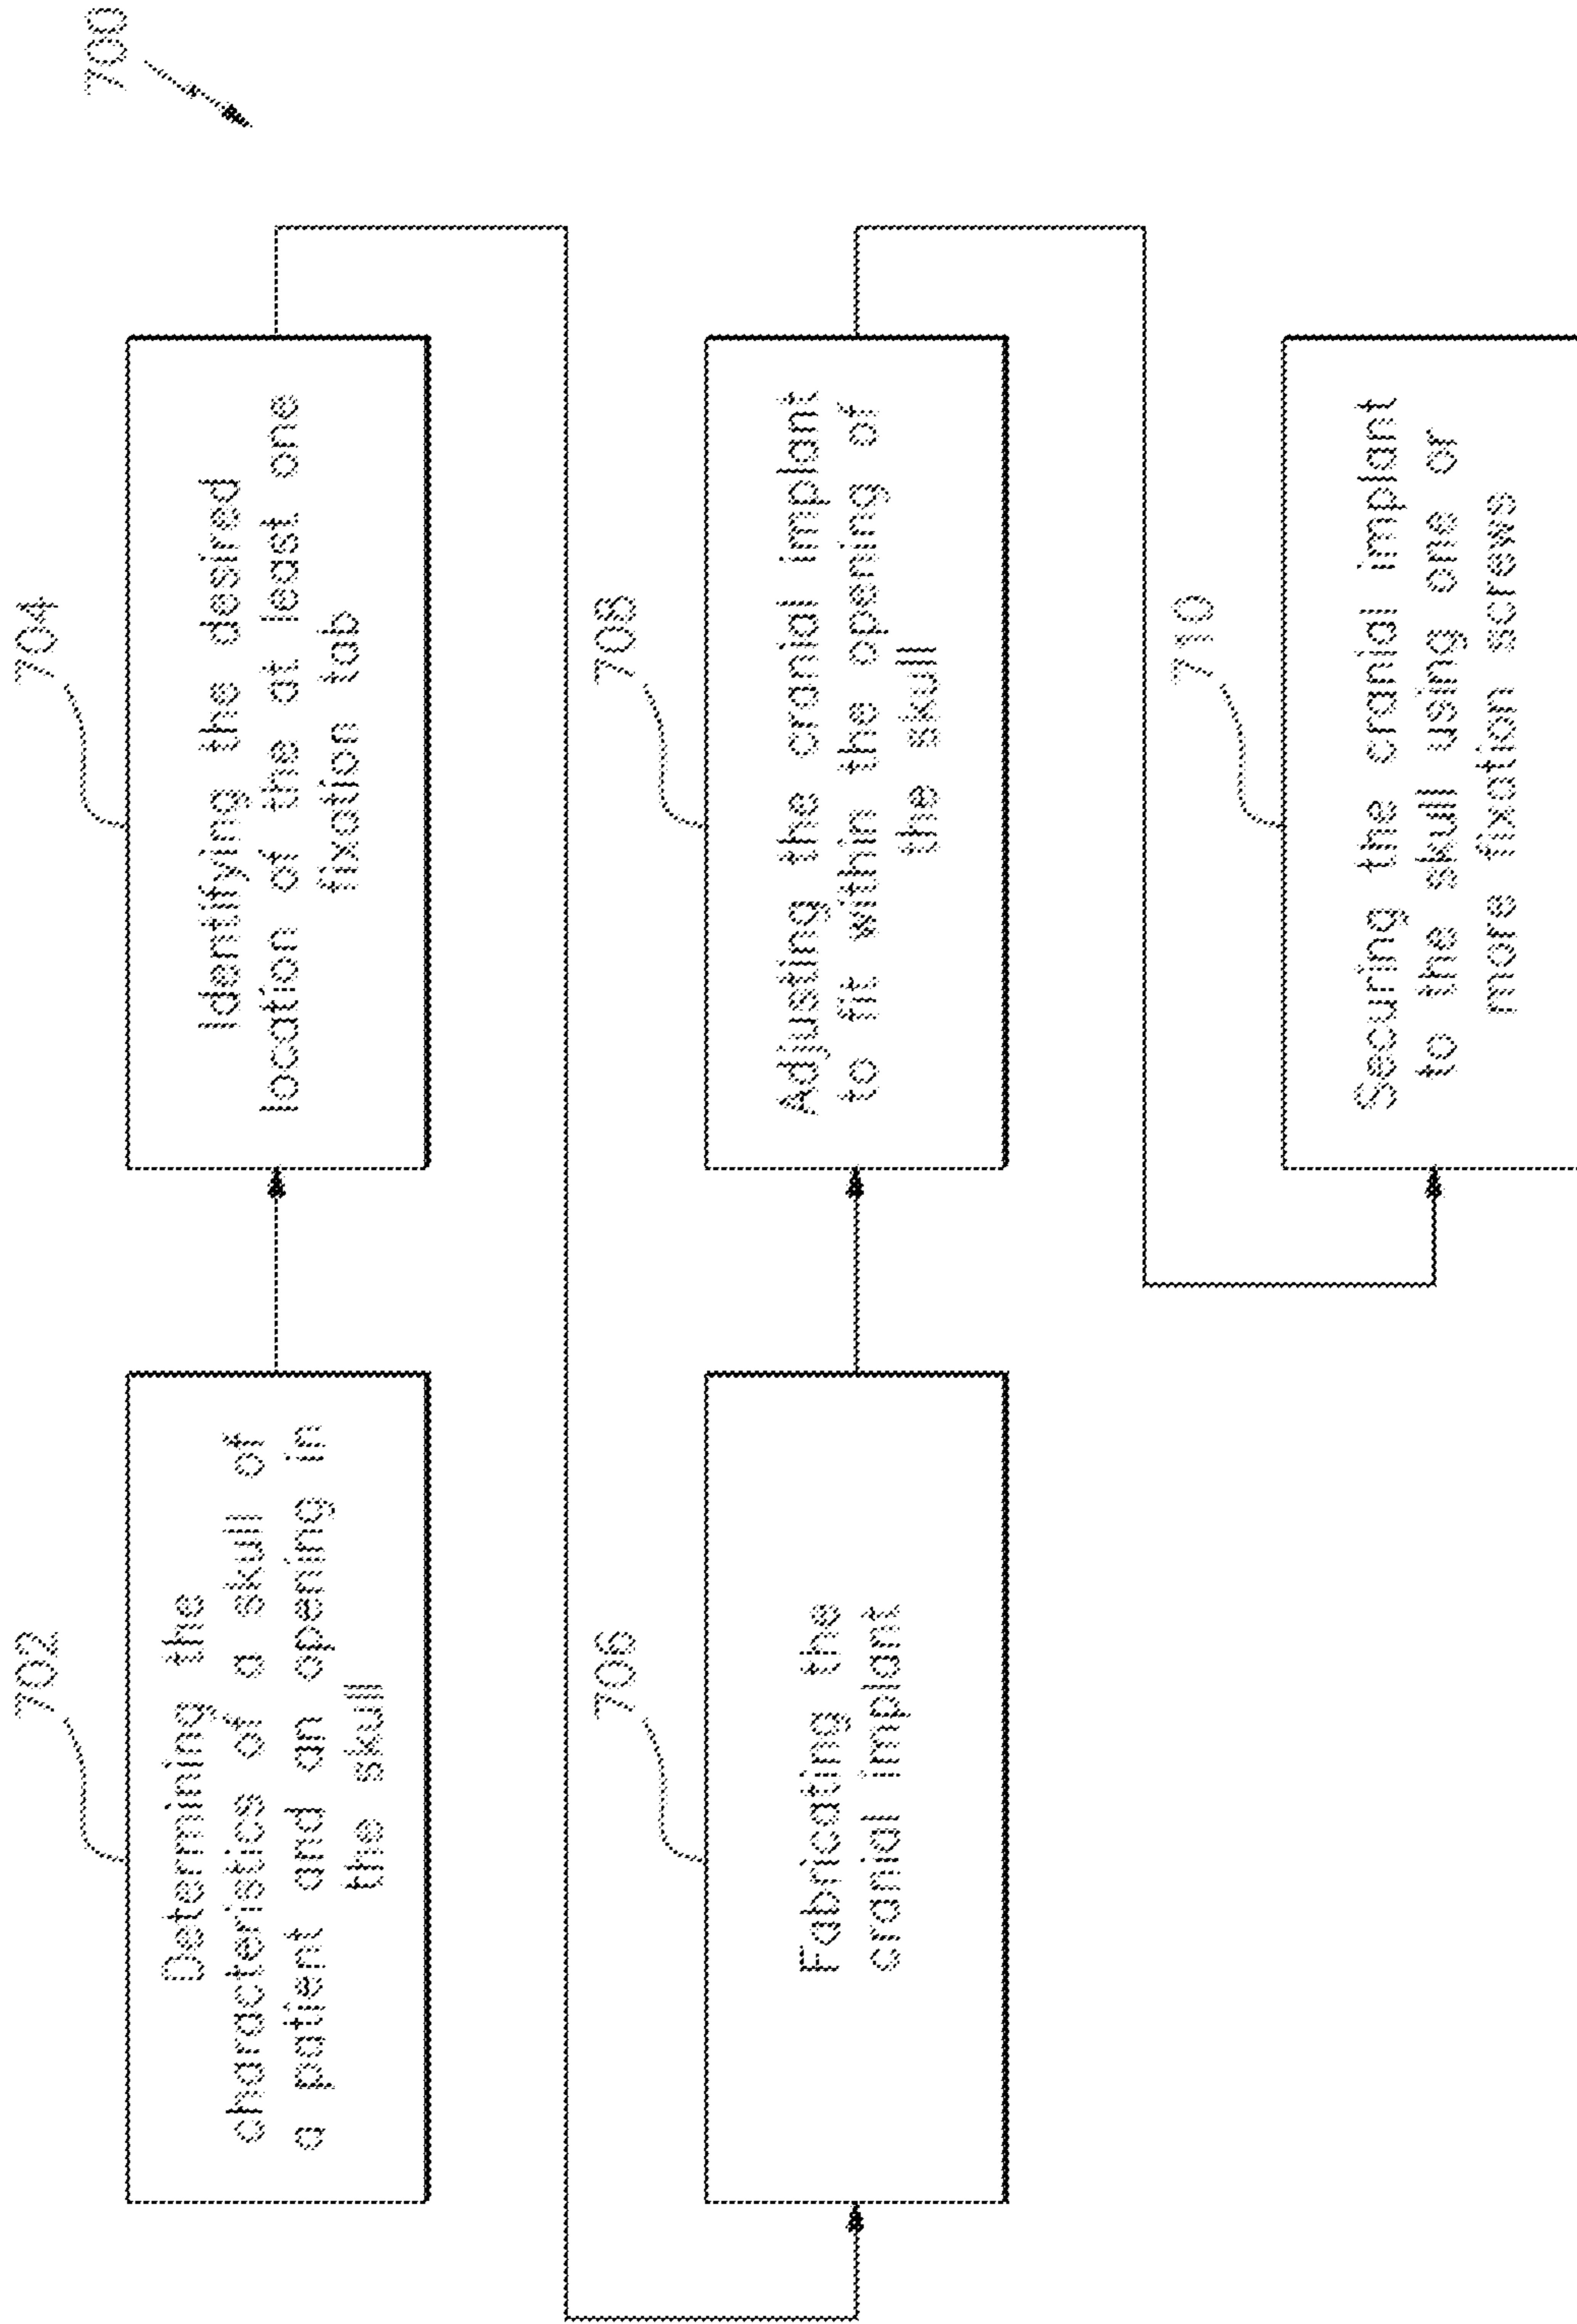 700
702
Determining the
characteristics of a skull of
a patient and an opening in
the skull
704
Identifying the desired
location of the at least one
fixation tab
706
Fabricating the
cranial implant
708
Adjusting the cranial implant
to fit within the opening of
the skull
710
Securing the cranial implant
to the skull using one or
more fixation screws